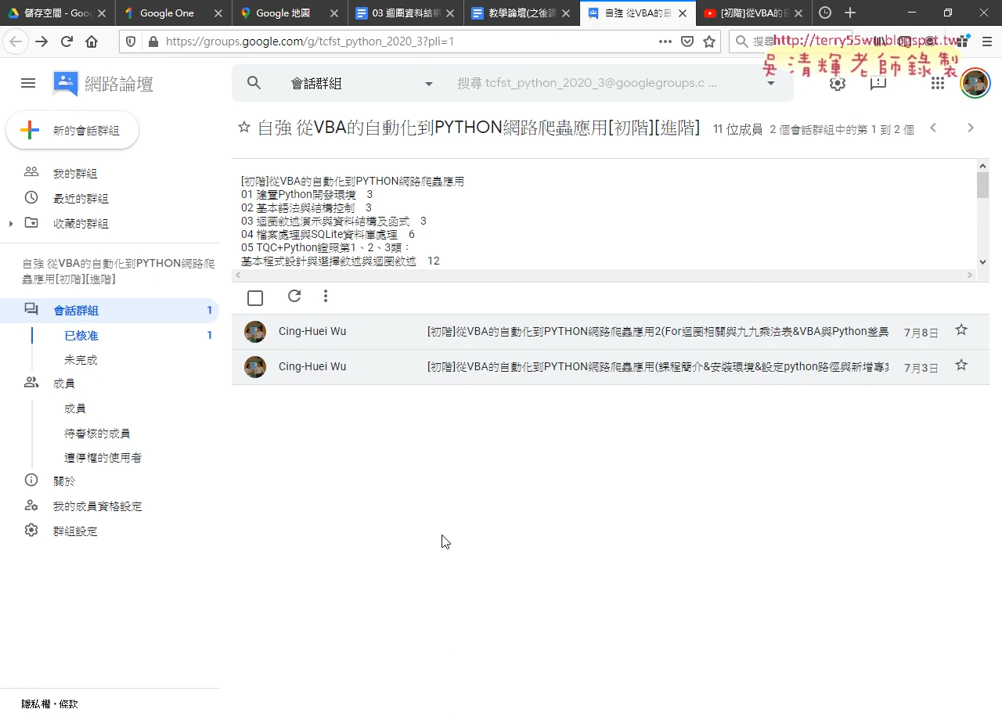 儲存空間 - Goo
Google One
Google 地圖
03 迴圈資料結構
教學論壇(之後課
自強 從VBA的自
[初階]從VBA的自
https://groups.google.com/g/tcfst_python_2020_3?pli=1
搜尋
http://terry55wu.blogspot.tw
吳清輝老師錄製
網路論壇
會話群組
搜尋 tcfst_python_2020_3@googlegroups.c ...
新的會話群組
自強 從VBA的自動化到PYTHON網路爬蟲應用[初階][進階]
11 位成員
2 個會話群組中的第 1 到 2 個
我的群組
最近的群組
收藏的群組
[初階]從VBA的自動化到PYTHON網路爬蟲應用
01 建置Python開發環境 3
02 基本語法與結構控制 3
03 迴圈敘述演示與資料結構及函式 3
04 檔案處理與SQLite資料庫處理 6
05 TQC+Python證照第1、2、3類：
基本程式設計與選擇敘述與迴圈敘述 12
自強 從VBA的自動化到PYTHON網路爬
蟲應用[初階][進階]
會話群組 1
已核准 1
未完成
成員
成員
待審核的成員
遭停權的使用者
關於
我的成員資格設定
群組設定
Cing-Huei Wu [初階]從VBA的自動化到PYTHON網路爬蟲應用2(For迴圈相關與九九乘法表&VBA與Python差異 7月8日
Cing-Huei Wu [初階]從VBA的自動化到PYTHON網路爬蟲應用(課程簡介&安裝環境&設定python路徑與新增專案 7月3日
隱私權 · 條款